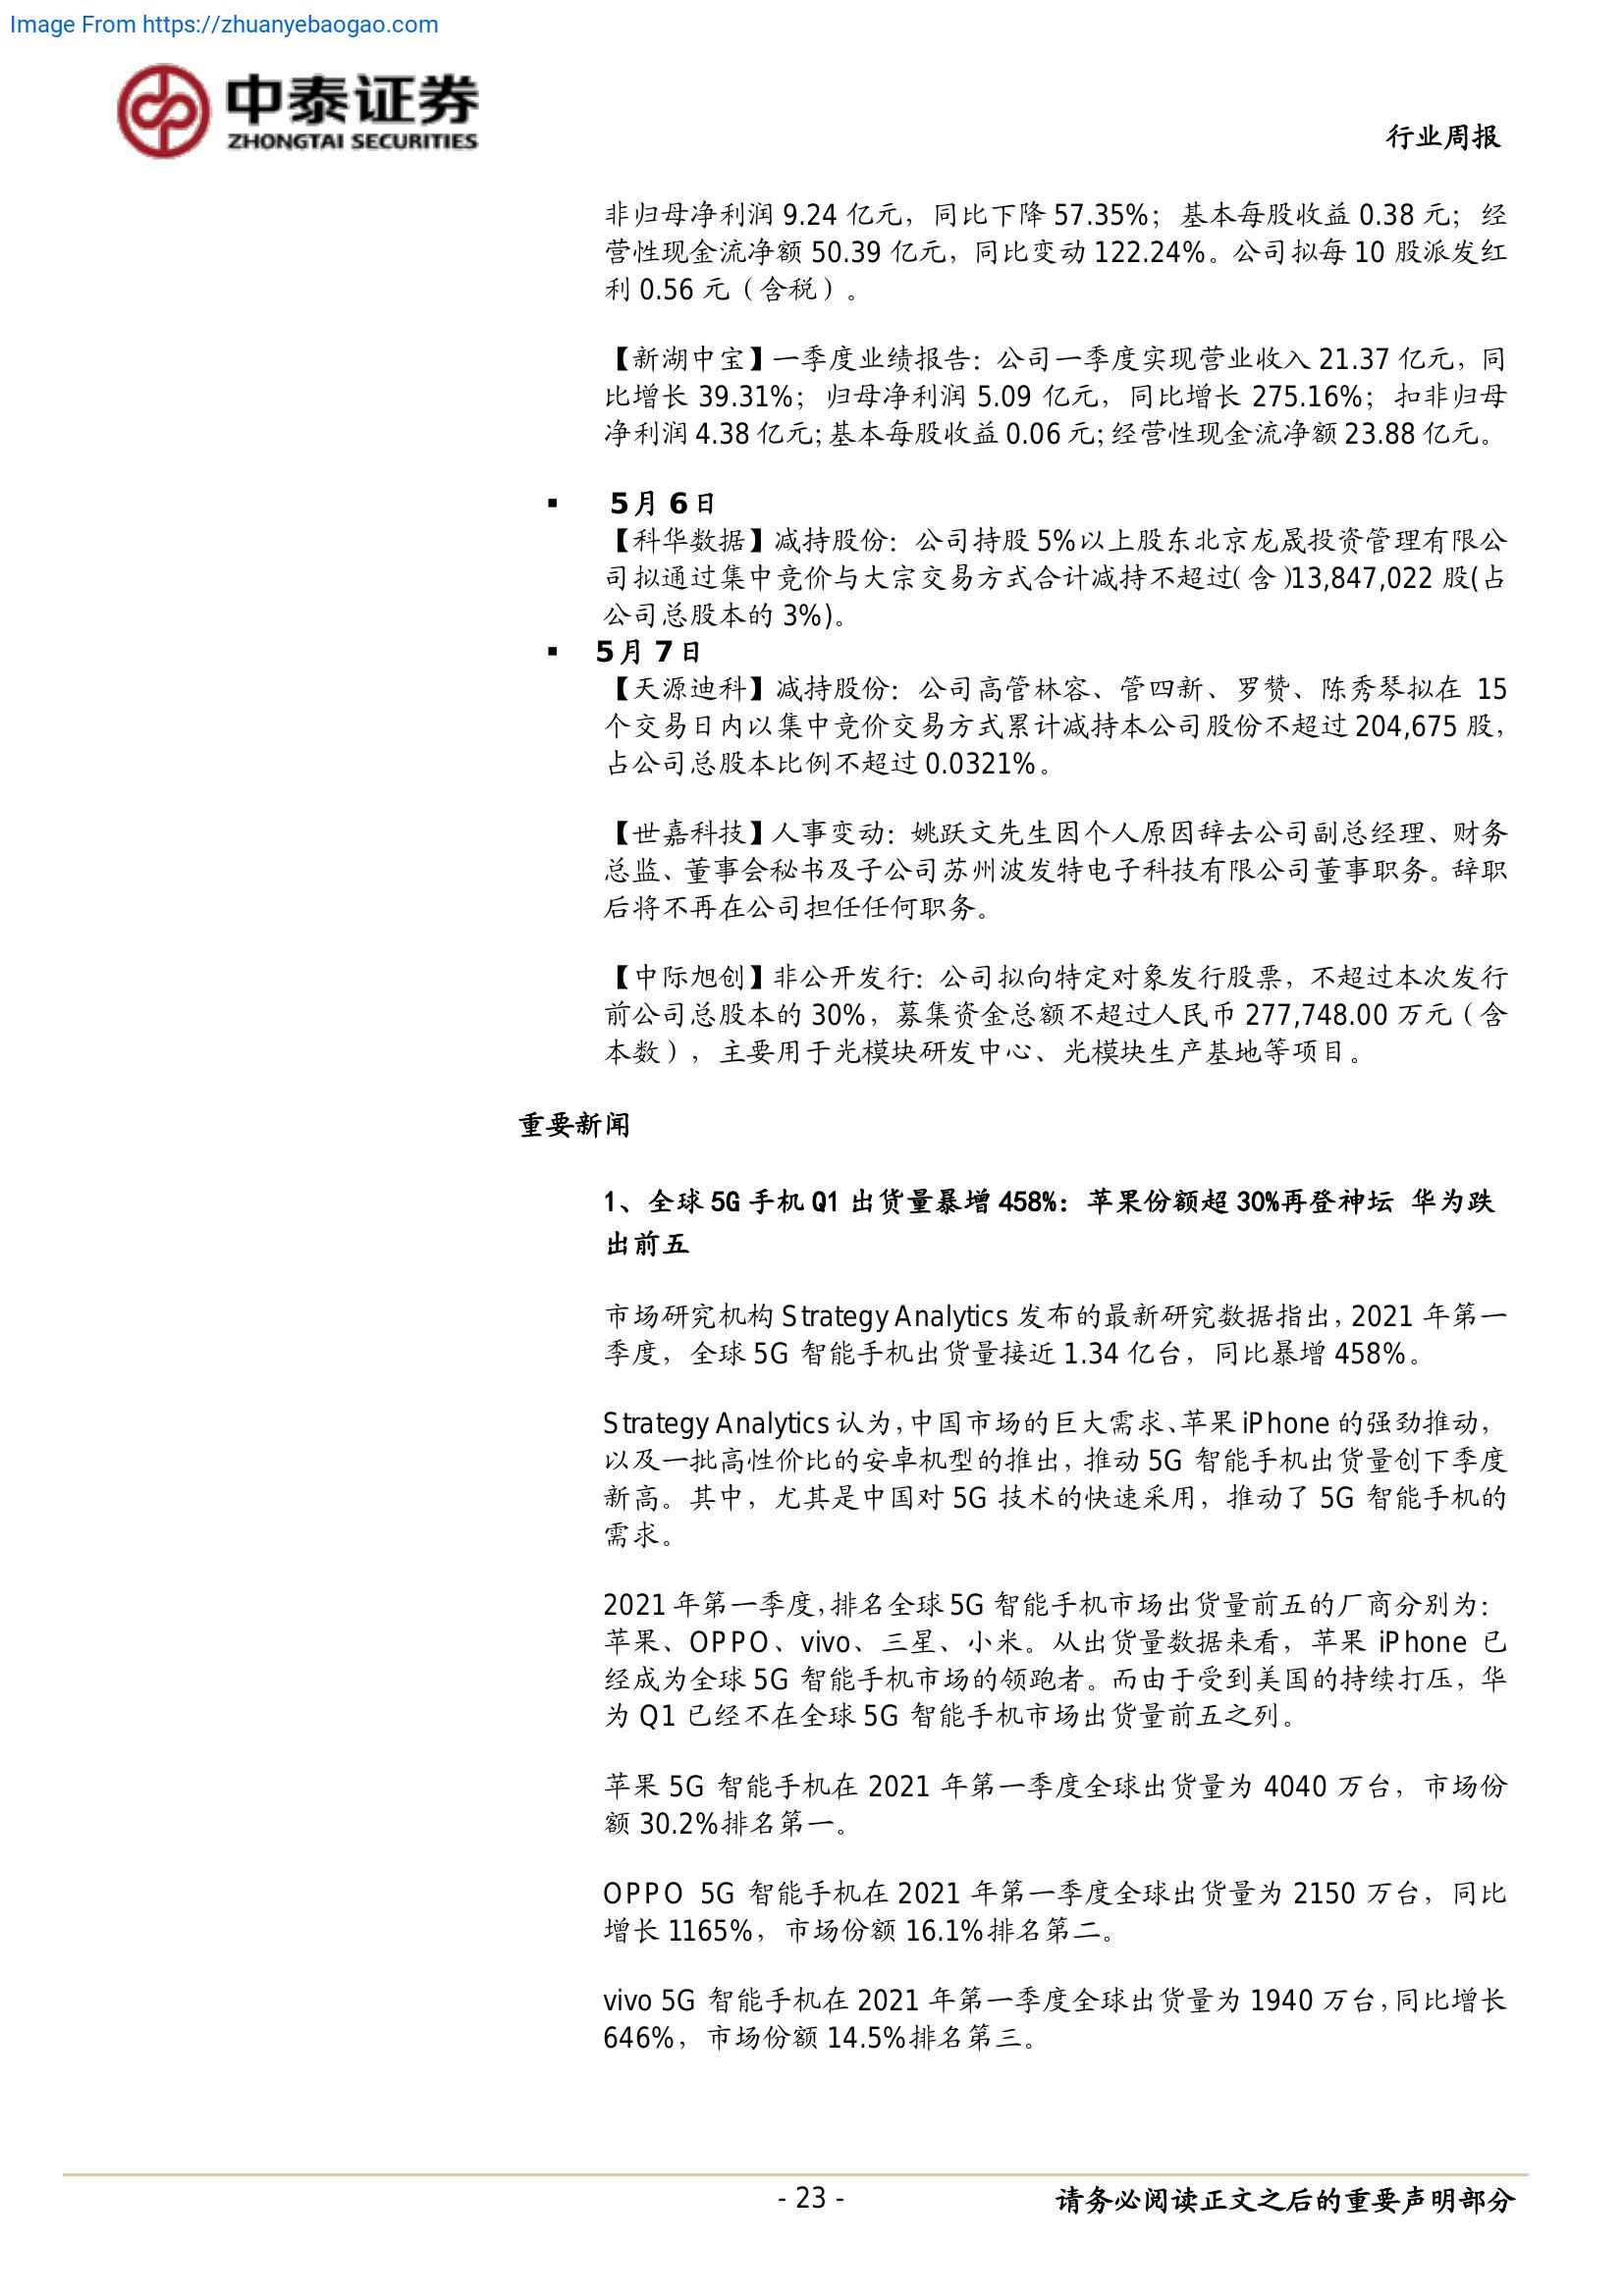 Image From https://zhuanyebaogao.com
中泰证券
ZHONGTAI SECURITIES
行业周报
非归母净利润 9.24 亿元，同比下降 57.35%；基本每股收益 0.38 元；经
营性现金流净额 50.39 亿元，同比变动 122.24%。公司拟每 10 股派发红
利 0.56 元（含税）。
【新湖中宝】一季度业绩报告：公司一季度实现营业收入 21.37 亿元，同
比增长 39.31%；归母净利润 5.09 亿元，同比增长 275.16%；扣非归母
净利润 4.38 亿元；基本每股收益 0.06 元；经营性现金流净额 23.88 亿元。
▪ 5 月 6 日
【科华数据】减持股份：公司持股 5%以上股东北京龙晟投资管理有限公
司拟通过集中竞价与大宗交易方式合计减持不超过（含）13,847,022 股(占
公司总股本的 3%)。
▪ 5 月 7 日
【天源迪科】减持股份：公司高管林容、管四新、罗赞、陈秀琴拟在 15
个交易日内以集中竞价交易方式累计减持本公司股份不超过 204,675 股，
占公司总股本比例不超过 0.0321%。
【世嘉科技】人事变动：姚跃文先生因个人原因辞去公司副总经理、财务
总监、董事会秘书及子公司苏州波发特电子科技有限公司董事职务。辞职
后将不再在公司担任任何职务。
【中际旭创】非公开发行：公司拟向特定对象发行股票，不超过本次发行
前公司总股本的 30%，募集资金总额不超过人民币 277,748.00 万元（含
本数），主要用于光模块研发中心、光模块生产基地等项目。
重要新闻
1、全球 5G 手机 Q1 出货量暴增 458%：苹果份额超 30%再登神坛 华为跌
出前五
市场研究机构 Strategy Analytics 发布的最新研究数据指出，2021 年第一
季度，全球 5G 智能手机出货量接近 1.34 亿台，同比暴增 458%。
Strategy Analytics 认为，中国市场的巨大需求、苹果 iPhone 的强劲推动，
以及一批高性价比的安卓机型的推出，推动 5G 智能手机出货量创下季度
新高。其中，尤其是中国对 5G 技术的快速采用，推动了 5G 智能手机的
需求。
2021 年第一季度，排名全球 5G 智能手机市场出货量前五的厂商分别为：
苹果、OPPO、vivo、三星、小米。从出货量数据来看，苹果 iPhone 已
经成为全球 5G 智能手机市场的领跑者。而由于受到美国的持续打压，华
为 Q1 已经不在全球 5G 智能手机市场出货量前五之列。
苹果 5G 智能手机在 2021 年第一季度全球出货量为 4040 万台，市场份
额 30.2%排名第一。
OPPO 5G 智能手机在 2021 年第一季度全球出货量为 2150 万台，同比
增长 1165%，市场份额 16.1%排名第二。
vivo 5G 智能手机在 2021 年第一季度全球出货量为 1940 万台，同比增长
646%，市场份额 14.5%排名第三。
- 23 -
请务必阅读正文之后的重要声明部分